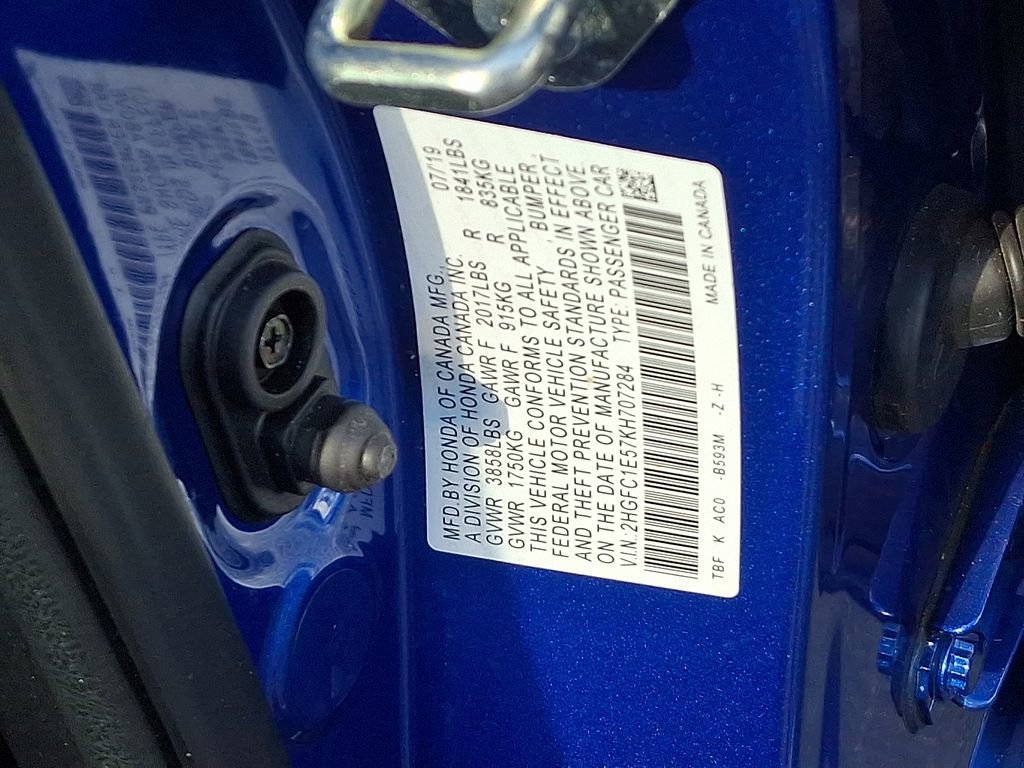 MFD.BY HONDA OF CANADA MFG., 07/19
A DIVISION OF HONDA CANADA INC.
GVWR 3858LBS GAWR F 2017LBS R 1841LBS
GVWR 1750KG GAWR F 915KG R 835KG
THIS VEHICLE CONFORMS TO ALL APPLICABLE
FEDERAL MOTOR VEHICLE SAFETY, BUMPER,
AND THEFT PREVENTION STANDARDS IN EFFECT
ON THE DATE OF MANUFACTURE SHOWN ABOVE.
V.I.N:2HGFC1E57KH707284 TYPE:PASSENGER CAR
TBF K AC0 -B593M -Z -H MADE IN CANADA